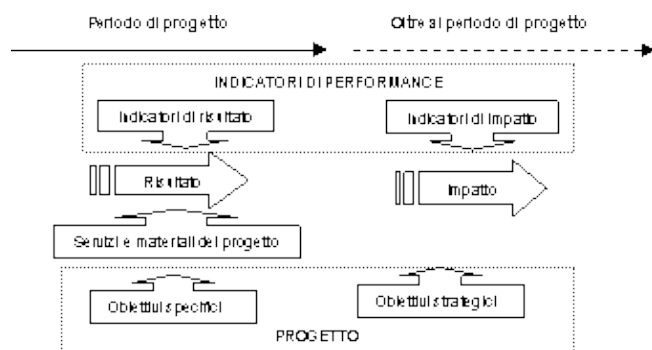 Periodo di progetto
Oltre al periodo di progetto
INDICATORI DI PERFORMANCE
Indicatori di risultato
Indicatori di impatto
Risultato
Impatto
Servizi e materiali del progetto
Obiettivi specifici
Obiettivi strategici
PROGETTO